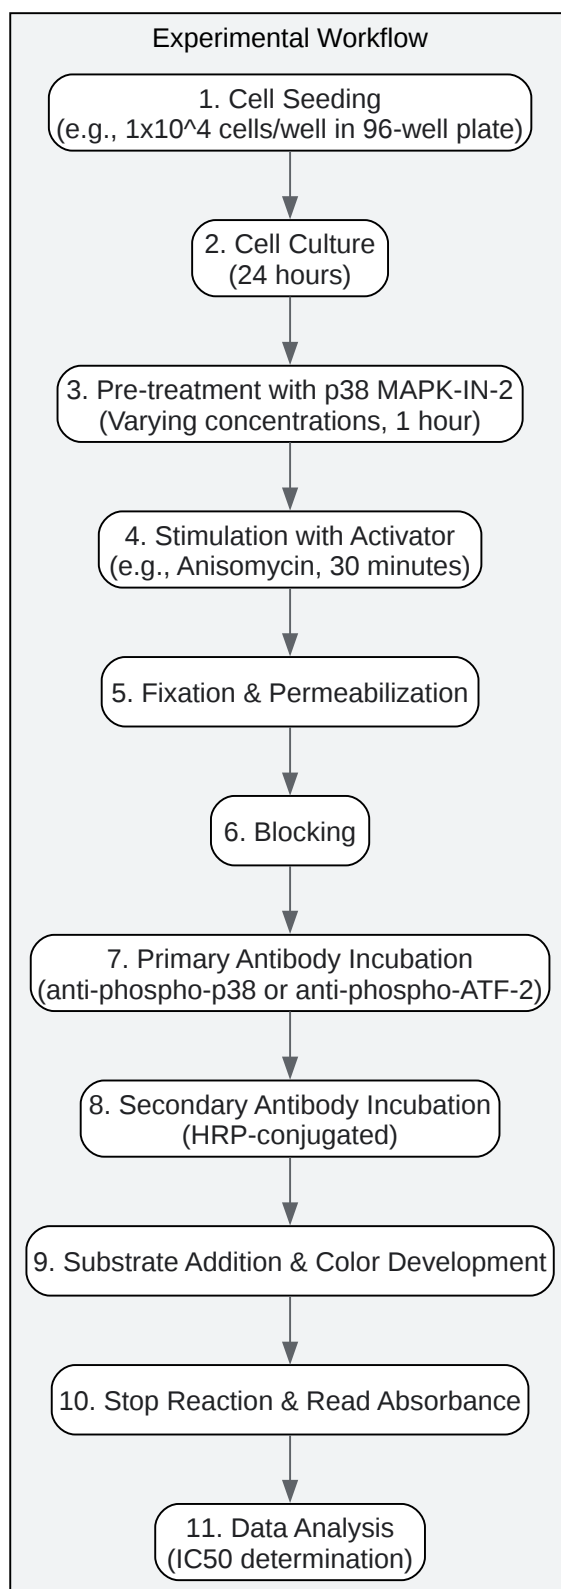 Experimental Workflow
1. Cell Seeding
(e.g., 1x10^4 cells/well in 96-well plate)
2. Cell Culture
(24 hours)
3. Pre-treatment with p38 MAPK-IN-2
(Varying concentrations, 1 hour)
4. Stimulation with Activator
(e.g., Anisomycin, 30 minutes)
5. Fixation & Permeabilization
6. Blocking
7. Primary Antibody Incubation
(anti-phospho-p38 or anti-phospho-ATF-2)
8. Secondary Antibody Incubation
(HRP-conjugated)
9. Substrate Addition & Color Development
10. Stop Reaction & Read Absorbance
11. Data Analysis
(IC50 determination)